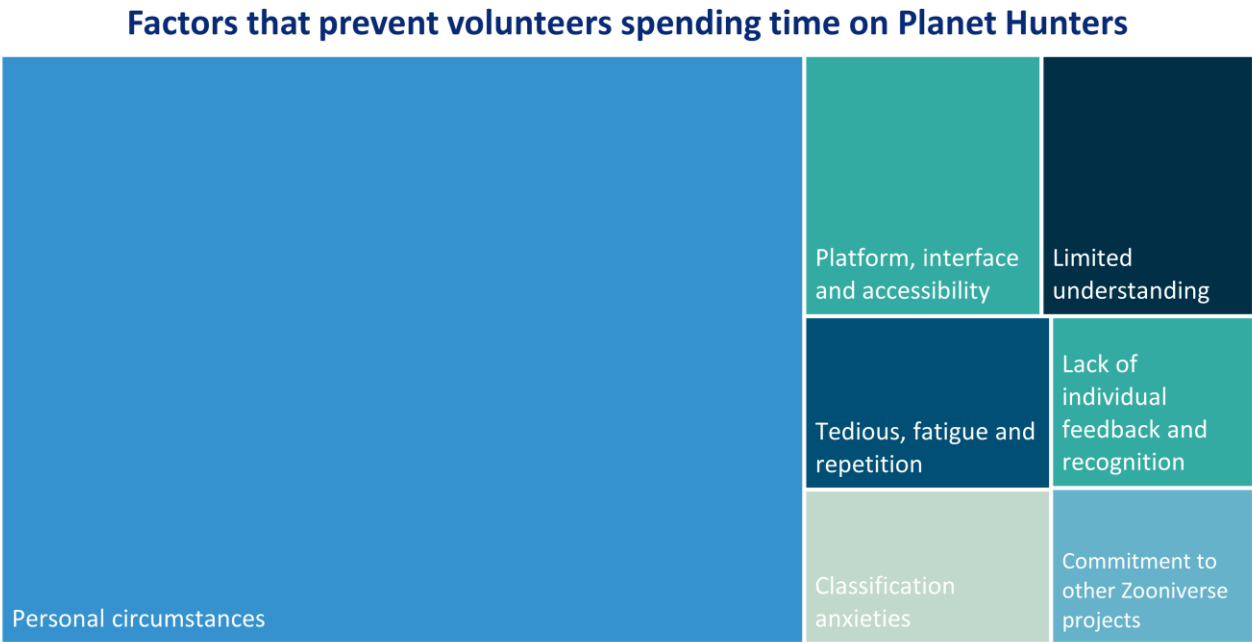 Factors that prevent volunteers spending time on Planet Hunters
Personal circumstances
Platform, interface
and accessibility
Limited
understanding
Tedious, fatigue and
repetition
Lack of
individual
feedback and
recognition
Classification
anxieties
Commitment to
other Zooniverse
projects